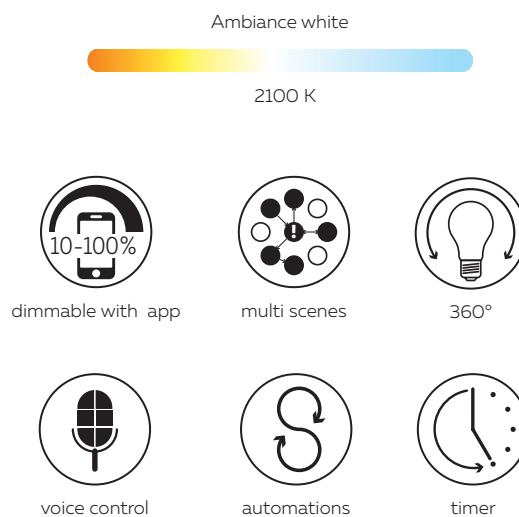 Ambiance white
2100 K
10-100%
dimmable with app
multi scenes
360°
voice control
automations
timer